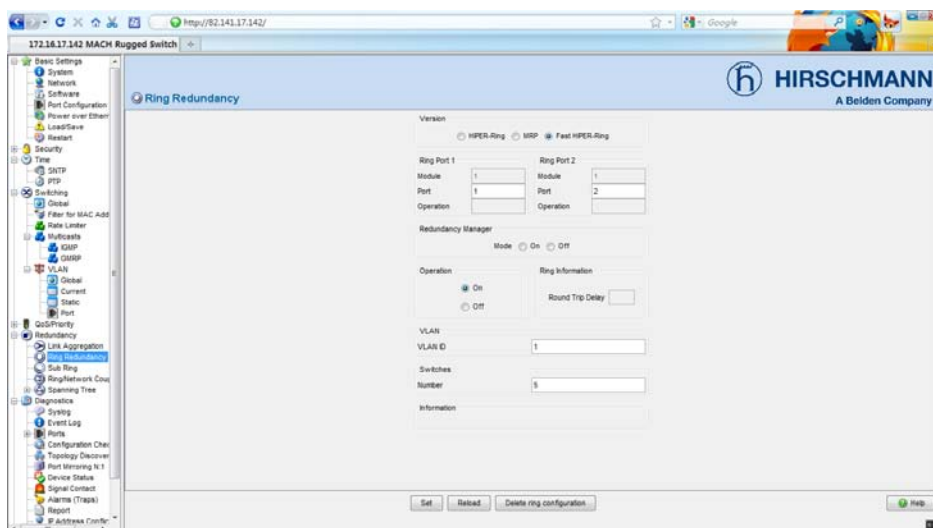 http://82.141.17.142/
Google
172.16.17.142 MACH Rugged Switch
Basic Settings
System
Network
Software
Port Configuration
Power over Ethern
Load/Save
Restart
Security
Time
SNTP
PTP
Switching
Global
Filter for MAC Add
Rate Limiter
Multicasts
IGMP
GMRP
VLAN
Global
Current
Static
Port
QoS/Priority
Redundancy
Link Aggregation
Ring Redundancy
Sub Ring
Ring/Network Coup
Spanning Tree
Diagnostics
Syslog
Event Log
Ports
Configuration Chec
Topology Discover
Port Mirroring N:1
Device Status
Signal Contact
Alarms (Traps)
Report
IP Address Conflic
Ring Redundancy
HIRSCHMANN
A Belden Company
Version
HIPER-Ring MRP Fast HIPER-Ring
Ring Port 1 Ring Port 2
Module 1 Module 1
Port 1 Port 2
Operation Operation
Redundancy Manager
Mode On Off
Operation Ring Information
On
Round Trip Delay
Off
VLAN
VLAN ID 1
Switches
Number 5
Information
Set Reload Delete ring configuration Help